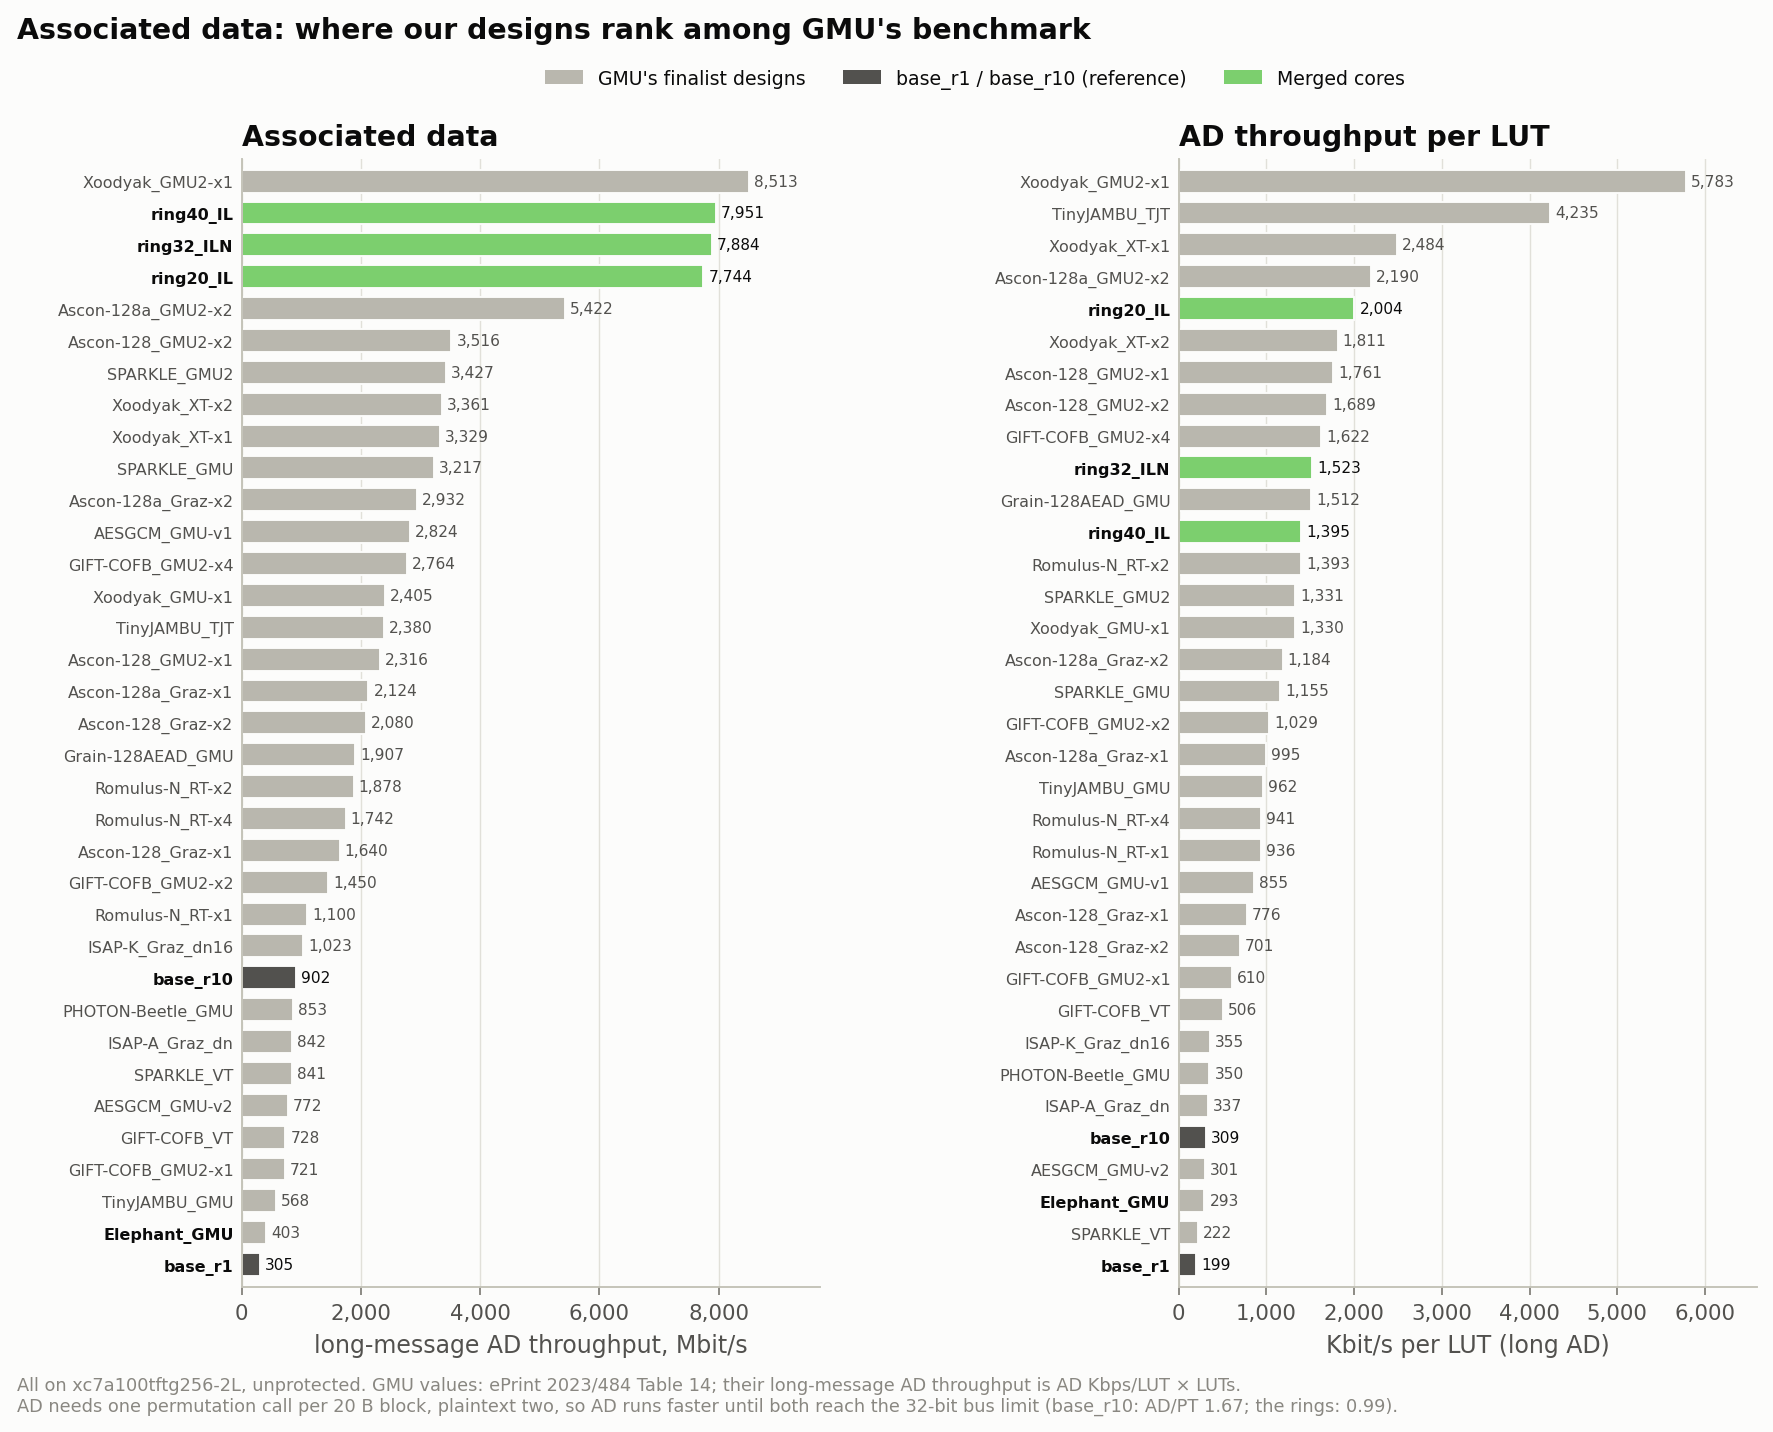 Associated data: where our designs rank among GMU's benchmark
GMU's finalist designs
base_r1 / base_r10 (reference)
Merged cores
Associated data
Xoodyak_GMU2-x1 8,513
ring40_IL 7,951
ring32_ILN 7,884
ring20_IL 7,744
Ascon-128a_GMU2-x2 5,422
Ascon-128_GMU2-x2 3,516
SPARKLE_GMU2 3,427
Xoodyak_XT-x2 3,361
Xoodyak_XT-x1 3,329
SPARKLE_GMU 3,217
Ascon-128a_Graz-x2 2,932
AESGCM_GMU-v1 2,824
GIFT-COFB_GMU2-x4 2,764
Xoodyak_GMU-x1 2,405
TinyJAMBU_TJT 2,380
Ascon-128_GMU2-x1 2,316
Ascon-128a_Graz-x1 2,124
Ascon-128_Graz-x2 2,080
Grain-128AEAD_GMU 1,907
Romulus-N_RT-x2 1,878
Romulus-N_RT-x4 1,742
Ascon-128_Graz-x1 1,640
GIFT-COFB_GMU2-x2 1,450
Romulus-N_RT-x1 1,100
ISAP-K_Graz_dn16 1,023
base_r10 902
PHOTON-Beetle_GMU 853
ISAP-A_Graz_dn 842
SPARKLE_VT 841
AESGCM_GMU-v2 772
GIFT-COFB_VT 728
GIFT-COFB_GMU2-x1 721
TinyJAMBU_GMU 568
Elephant_GMU 403
base_r1 305
0 2,000 4,000 6,000 8,000
long-message AD throughput, Mbit/s
AD throughput per LUT
Xoodyak_GMU2-x1 5,783
TinyJAMBU_TJT 4,235
Xoodyak_XT-x1 2,484
Ascon-128a_GMU2-x2 2,190
ring20_IL 2,004
Xoodyak_XT-x2 1,811
Ascon-128_GMU2-x1 1,761
Ascon-128_GMU2-x2 1,689
GIFT-COFB_GMU2-x4 1,622
ring32_ILN 1,523
Grain-128AEAD_GMU 1,512
ring40_IL 1,395
Romulus-N_RT-x2 1,393
SPARKLE_GMU2 1,331
Xoodyak_GMU-x1 1,330
Ascon-128a_Graz-x2 1,184
SPARKLE_GMU 1,155
GIFT-COFB_GMU2-x2 1,029
Ascon-128a_Graz-x1 995
TinyJAMBU_GMU 962
Romulus-N_RT-x4 941
Romulus-N_RT-x1 936
AESGCM_GMU-v1 855
Ascon-128_Graz-x1 776
Ascon-128_Graz-x2 701
GIFT-COFB_GMU2-x1 610
GIFT-COFB_VT 506
ISAP-K_Graz_dn16 355
PHOTON-Beetle_GMU 350
ISAP-A_Graz_dn 337
base_r10 309
AESGCM_GMU-v2 301
Elephant_GMU 293
SPARKLE_VT 222
base_r1 199
0 1,000 2,000 3,000 4,000 5,000 6,000
Kbit/s per LUT (long AD)
All on xc7a100tftg256-2L, unprotected. GMU values: ePrint 2023/484 Table 14; their long-message AD throughput is AD Kbps/LUT × LUTs.
AD needs one permutation call per 20 B block, plaintext two, so AD runs faster until both reach the 32-bit bus limit (base_r10: AD/PT 1.67; the rings: 0.99).